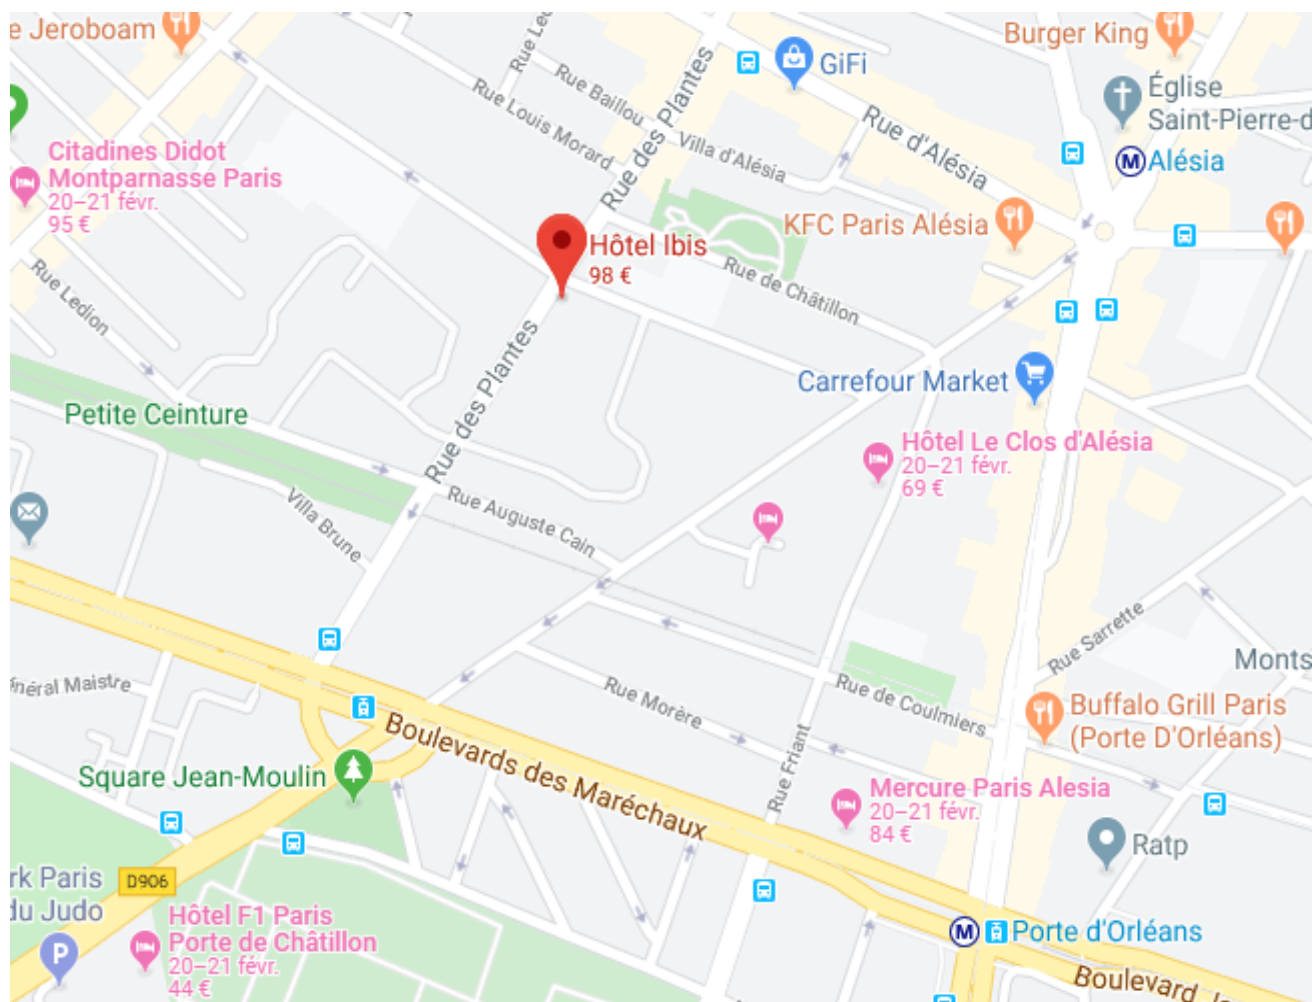 e Jeroboam
Burger King
GiFi
Rue Baillou
Rue Louis Morard
Rue des Plantes
Villa d'Alésia
Rue d'Alésia
Église
Saint-Pierre-d
Alésia
Citadines Didot
Montparnasse Paris
20–21 févr.
95 €
KFC Paris Alésia
Hôtel Ibis
98 €
Rue de Châtillon
Rue Ledion
Carrefour Market
Petite Ceinture
Rue des Plantes
Hôtel Le Clos d'Alésia
20–21 févr.
69 €
Villa Brune
Rue Auguste Cain
Rue Sarrette
Monts
énéral Maistre
Rue Morère
Rue de Coulmiers
Buffalo Grill Paris
(Porte D'Orléans)
Boulevards des Maréchaux
Rue Friant
Square Jean-Moulin
Mercure Paris Alesia
20–21 févr.
84 €
Ratp
rk Paris
du Judo
D906
P
Hôtel F1 Paris
Porte de Châtillon
20–21 févr.
44 €
M
Porte d'Orléans